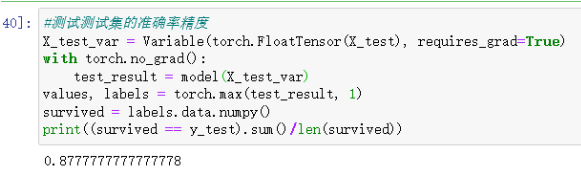 40]: #测试测试集的准确率精度
X_test_var = Variable(torch.FloatTensor(X_test), requires_grad=True)
with torch.no_grad():
    test_result = model(X_test_var)
values, labels = torch.max(test_result, 1)
survived = labels.data.numpy()
print((survived == y_test).sum()/len(survived))
0.8777777777777778